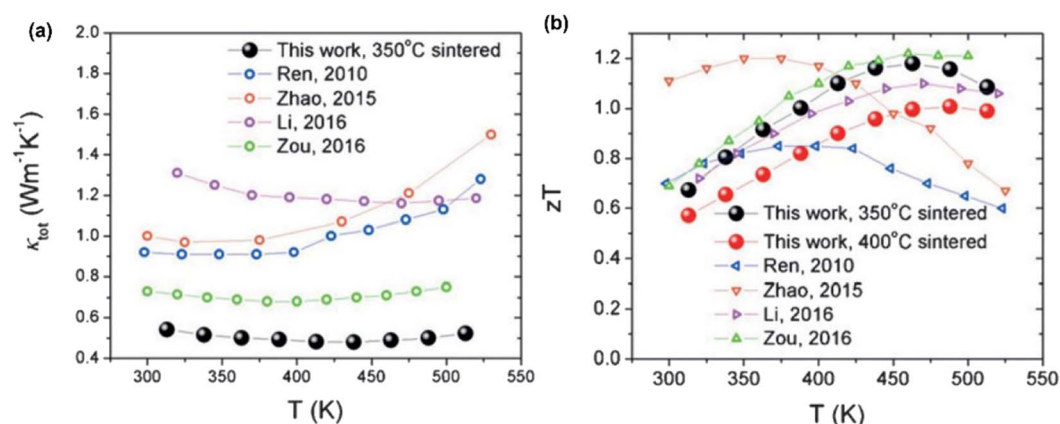 (a)
2.0
1.8
1.6
1.4
1.2
1.0
0.8
0.6
0.4
κtot (Wm-1K-1)
This work, 350°C sintered
Ren, 2010
Zhao, 2015
Li, 2016
Zou, 2016
300 350 400 450 500 550
T (K)
(b)
1.2
1.0
0.8
0.6
0.4
0.2
0.0
zT
This work, 350°C sintered
This work, 400°C sintered
Ren, 2010
Zhao, 2015
Li, 2016
Zou, 2016
300 350 400 450 500 550
T (K)